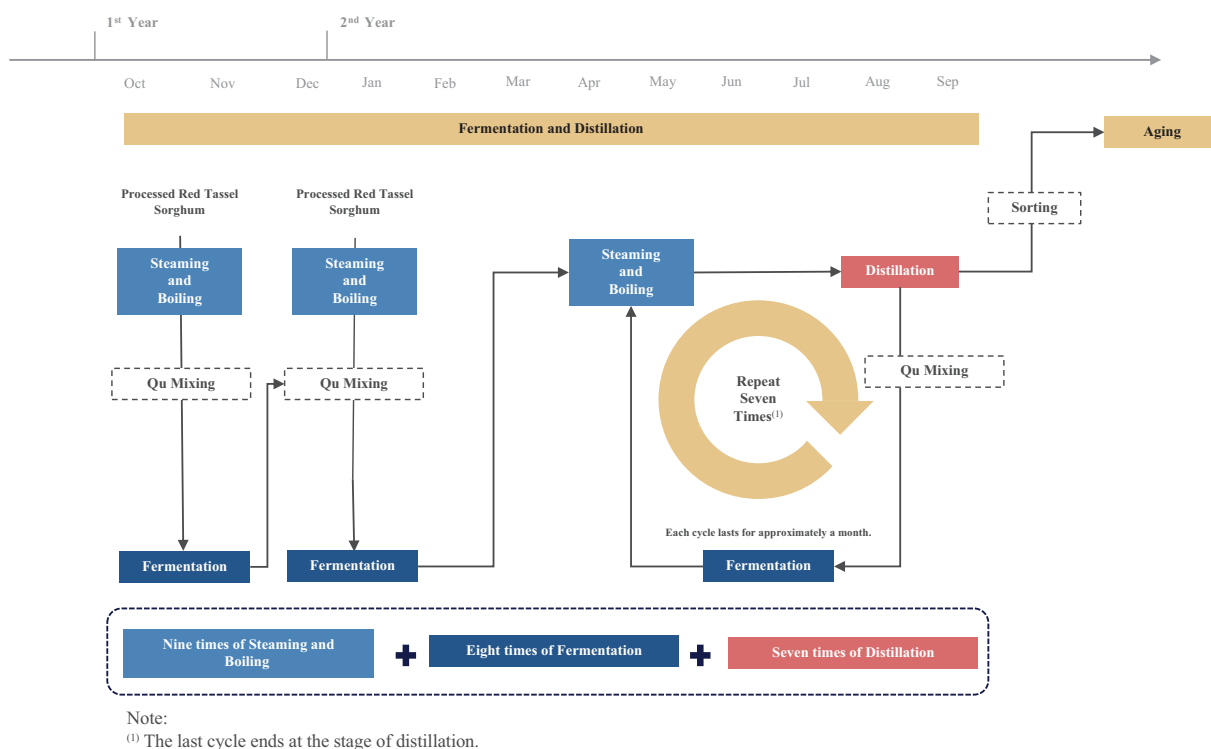 1st Year
2nd Year
Oct Nov Dec Jan Feb Mar Apr May Jun Jul Aug Sep
Fermentation and Distillation
Aging
Processed Red Tassel
Sorghum
Processed Red Tassel
Sorghum
Sorting
Steaming
and
Boiling
Steaming
and
Boiling
Steaming
and
Boiling
Distillation
Qu Mixing
Qu Mixing
Qu Mixing
Repeat
Seven
Times(1)
Each cycle lasts for approximately a month.
Fermentation
Fermentation
Fermentation
Nine times of Steaming and
Boiling
+
Eight times of Fermentation
+
Seven times of Distillation
Note:
(1) The last cycle ends at the stage of distillation.